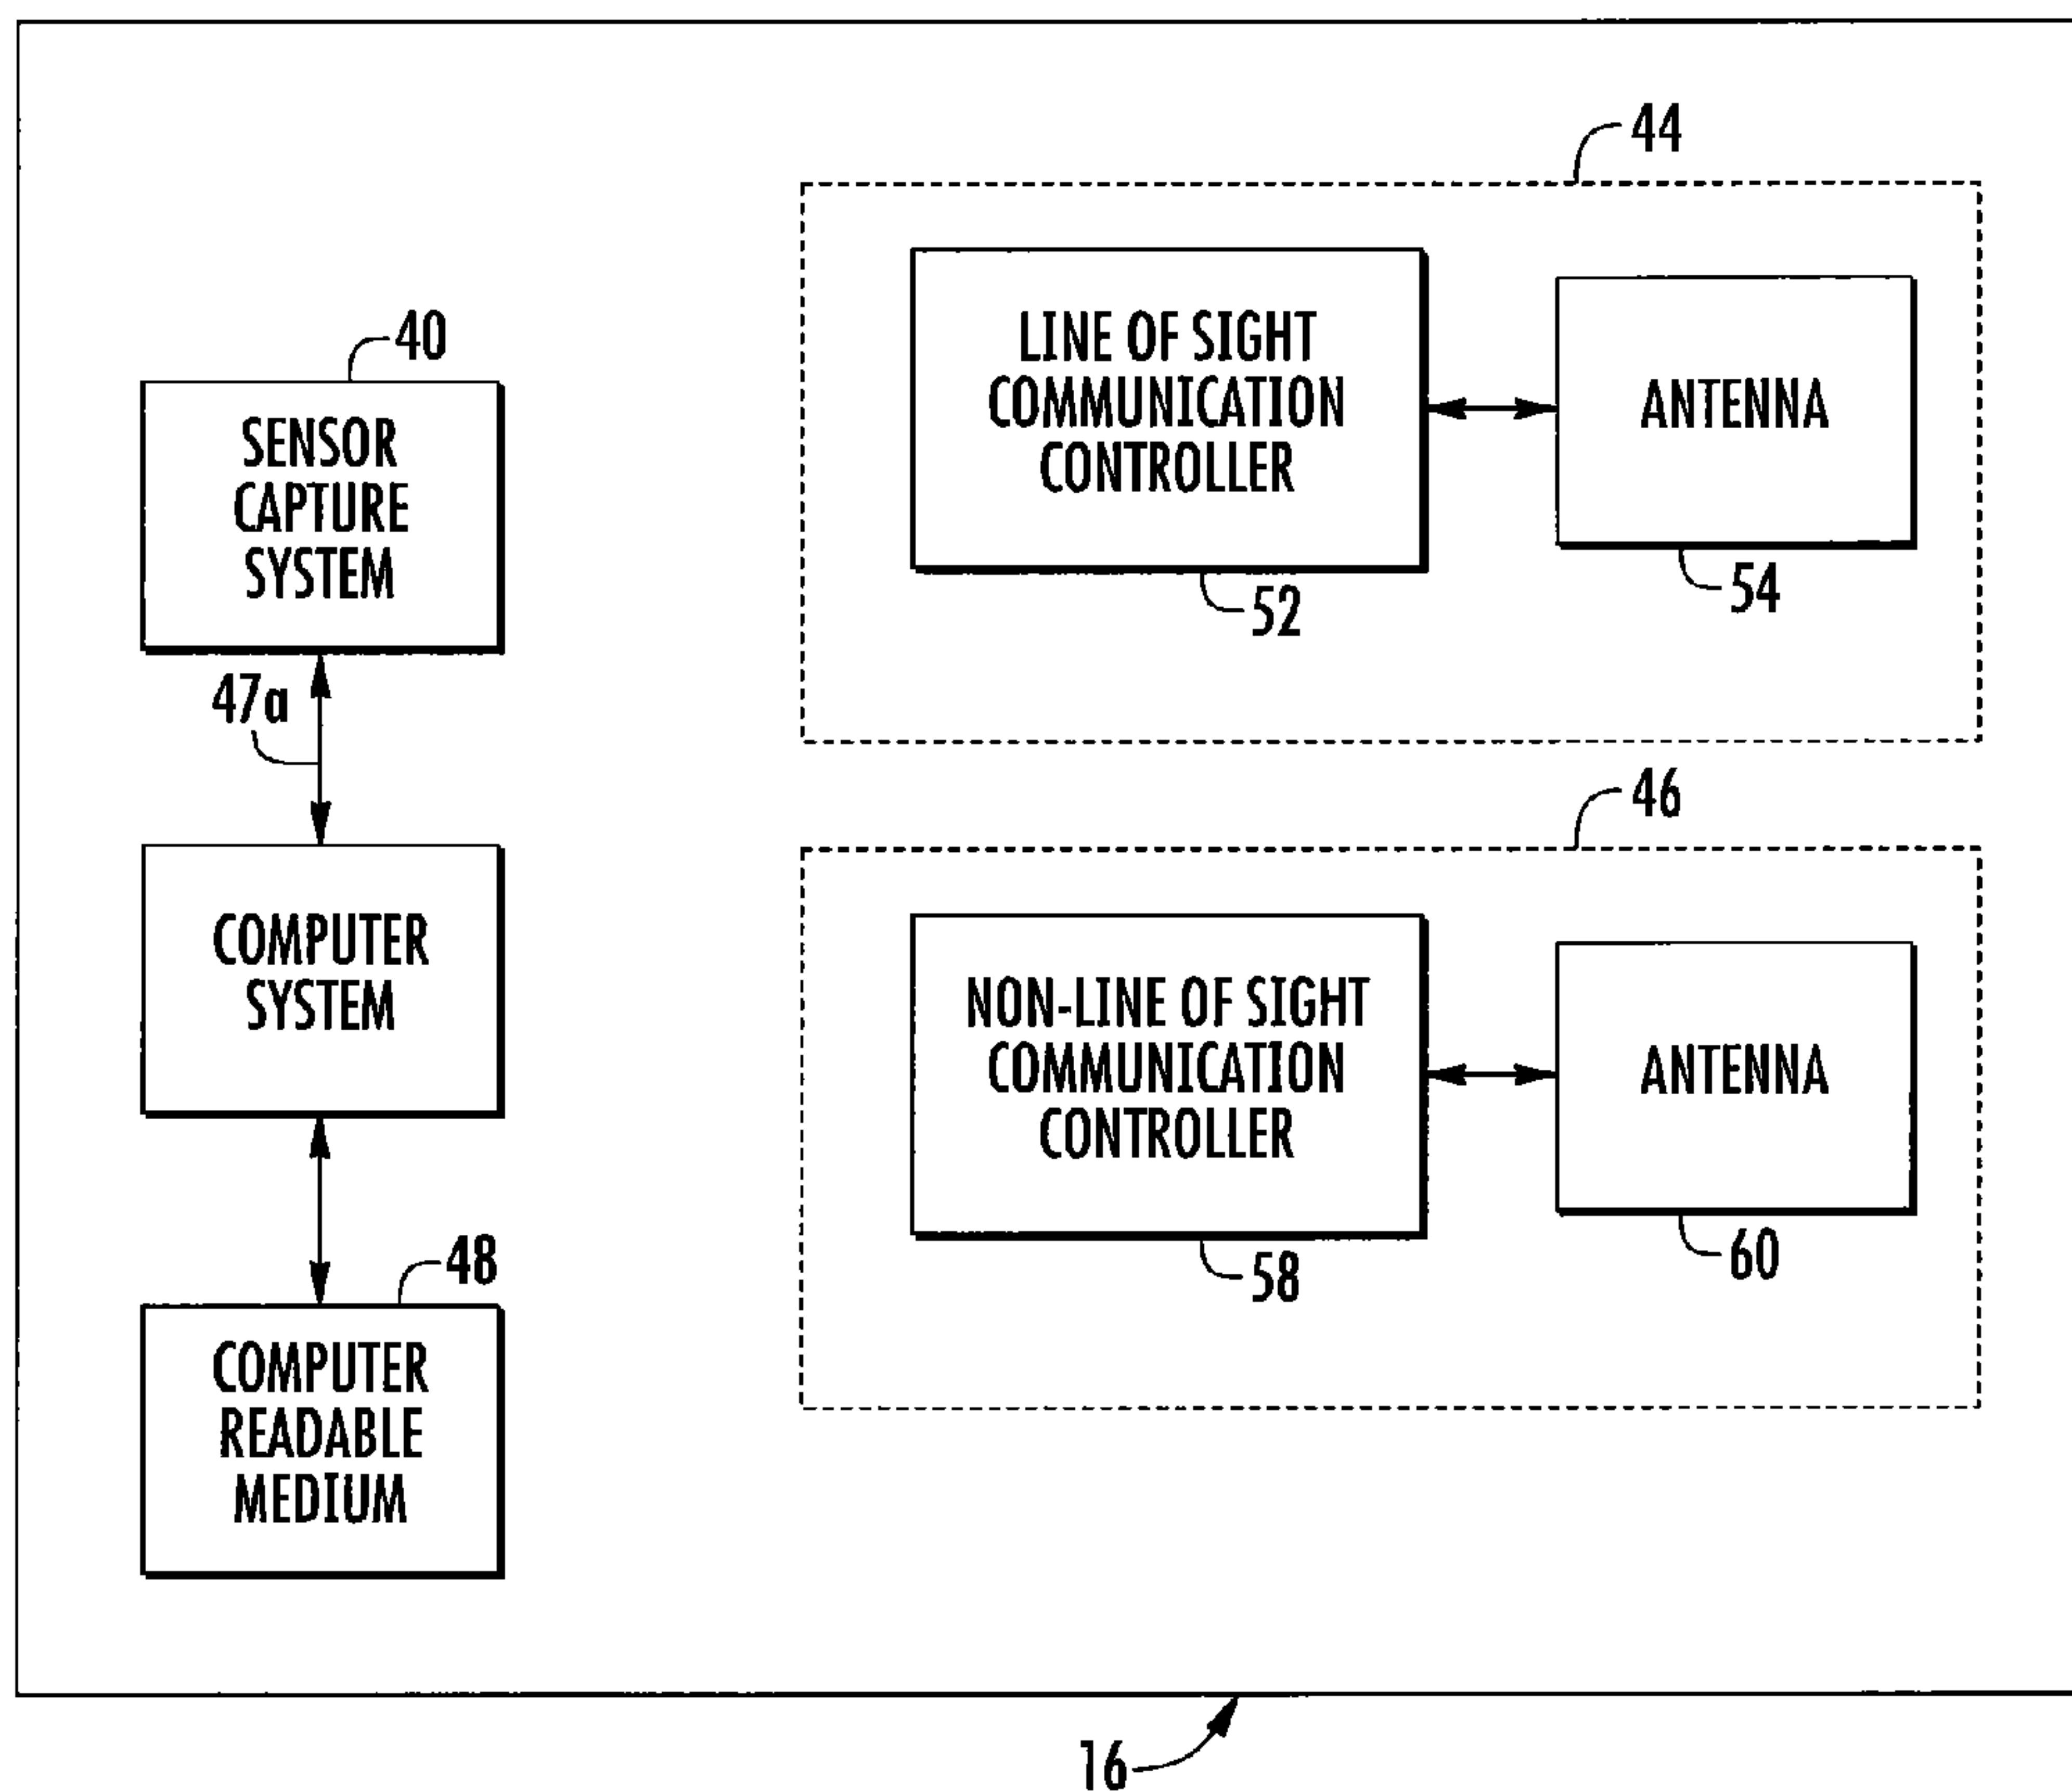 44
LINE OF SIGHT
COMMUNICATION
CONTROLLER
ANTENNA
52
54
40
SENSOR
CAPTURE
SYSTEM
47a
COMPUTER
SYSTEM
48
COMPUTER
READABLE
MEDIUM
46
NON-LINE OF SIGHT
COMMUNICATION
CONTROLLER
ANTENNA
58
60
16